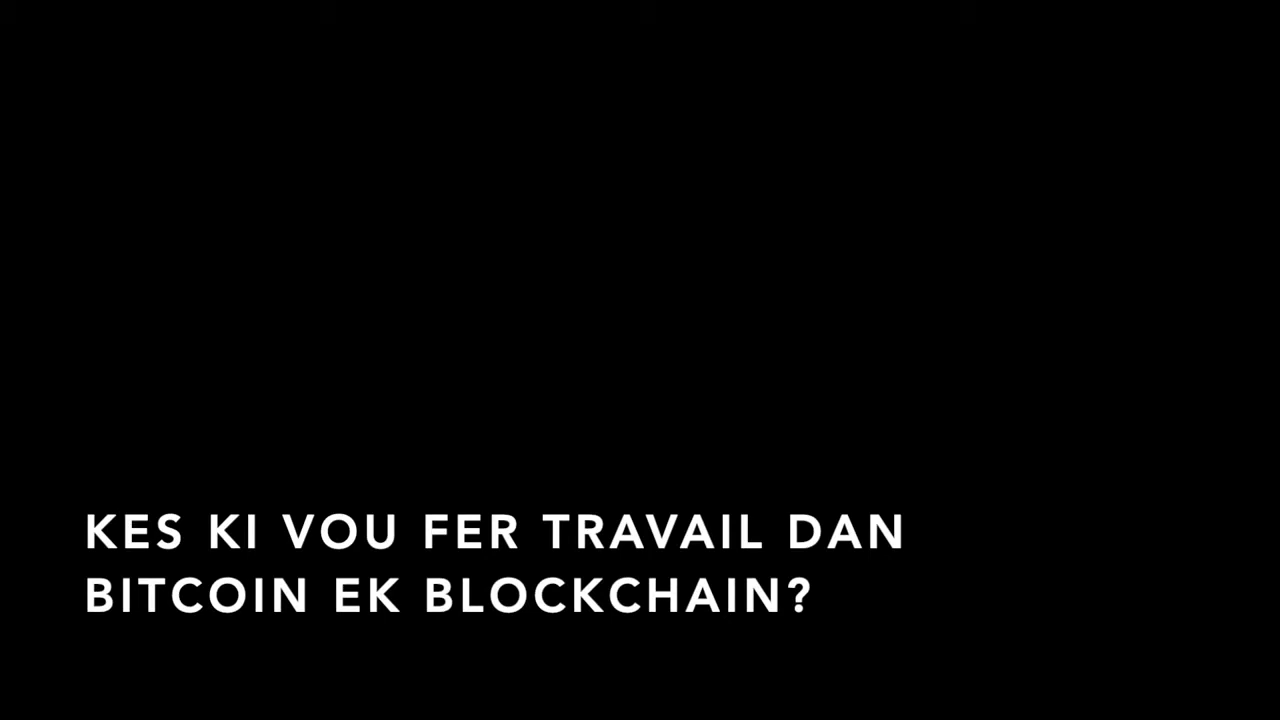 KES KI VOU FER TRAVAIL DAN
BITCOIN EK BLOCKCHAIN?